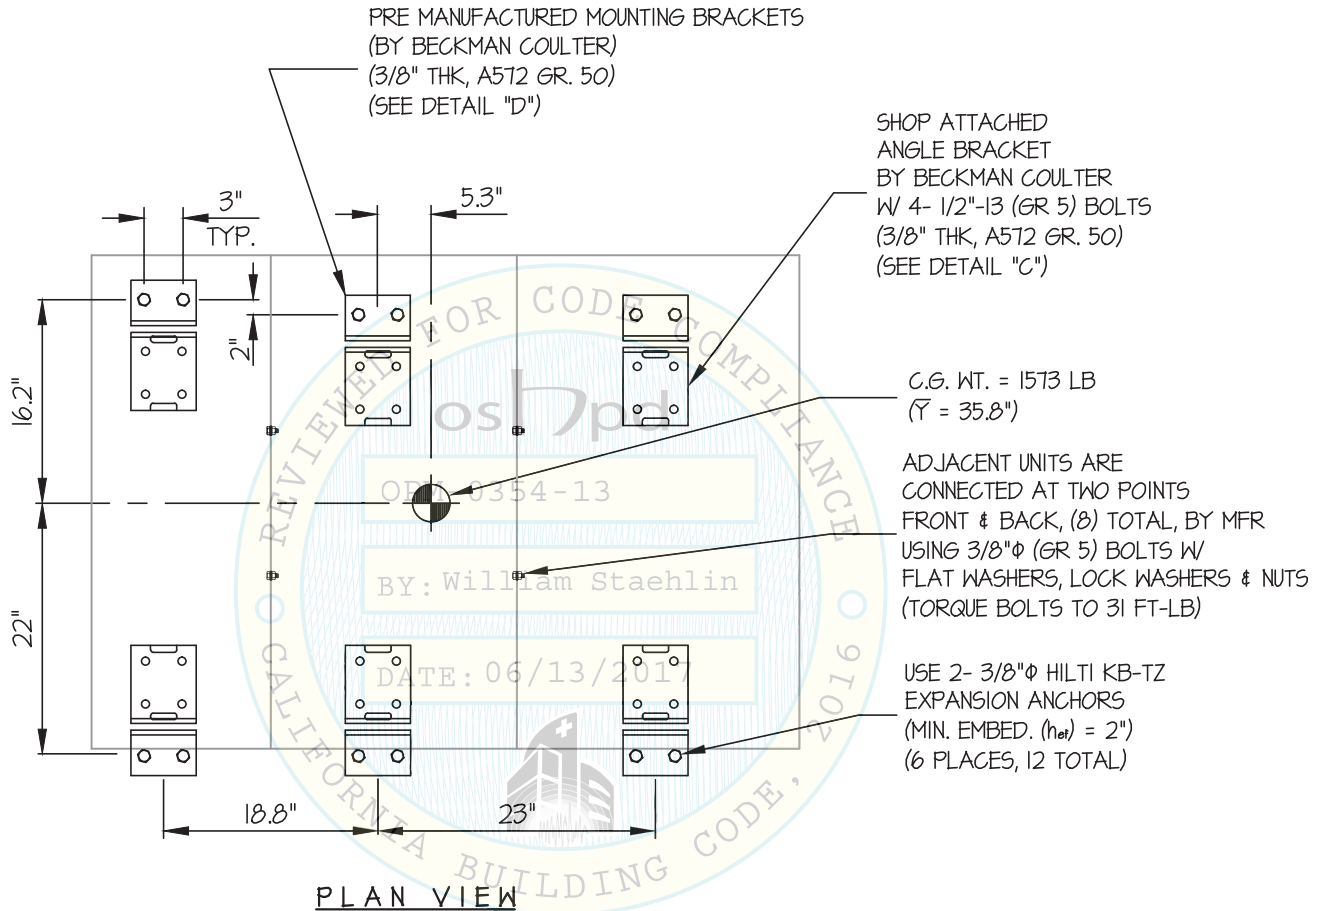 PRE MANUFACTURED MOUNTING BRACKETS
(BY BECKMAN COULTER)
(3/8" THK, A572 GR. 50)
(SEE DETAIL "D")
SHOP ATTACHED
ANGLE BRACKET
BY BECKMAN COULTER
W/ 4- 1/2"-13 (GR 5) BOLTS
(3/8" THK, A572 GR. 50)
(SEE DETAIL "C")
3"
TYP.
5.3"
2"
16.2"
22"
C.G. WT. = 1573 LB
(Y̅ = 35.8")
ADJACENT UNITS ARE
CONNECTED AT TWO POINTS
FRONT & BACK, (8) TOTAL, BY MFR
USING 3/8"Φ (GR 5) BOLTS W/
FLAT WASHERS, LOCK WASHERS & NUTS
(TORQUE BOLTS TO 31 FT-LB)
USE 2- 3/8"Φ HILTI KB-TZ
EXPANSION ANCHORS
(MIN. EMBED. (hef) = 2")
(6 PLACES, 12 TOTAL)
18.8"
23"
PLAN VIEW
REVIEWED FOR CODE COMPLIANCE
oshpd
OPM-0354-13
BY: William Staehlin
DATE: 06/13/2017
CALIFORNIA BUILDING CODE, 2016